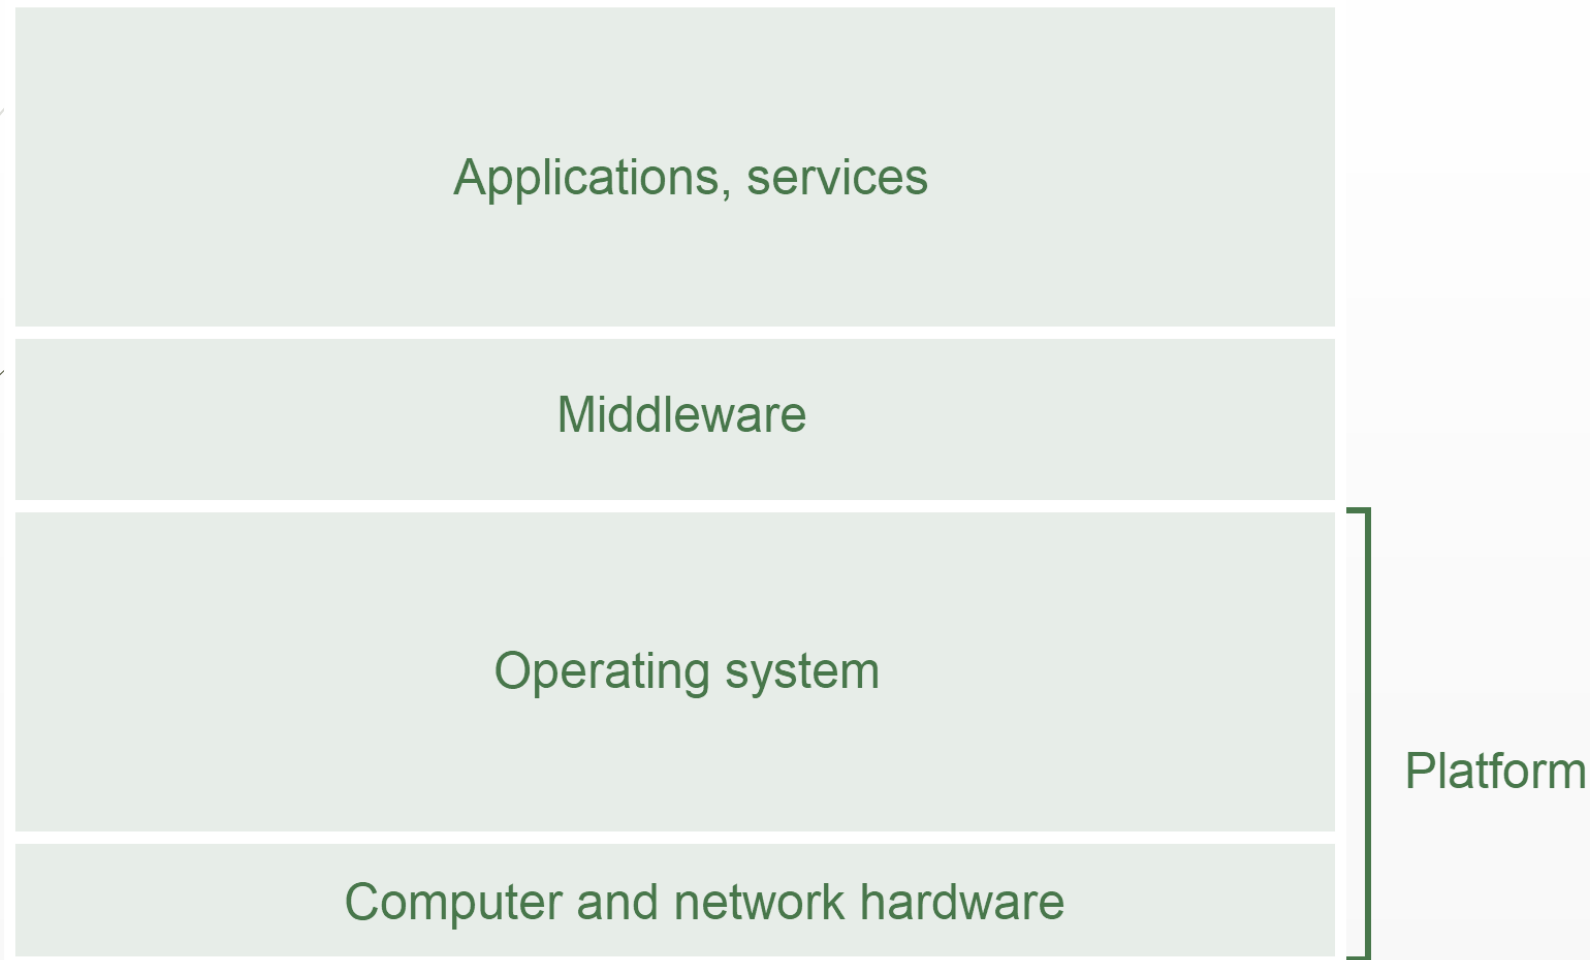 Applications, services
Middleware
Operating system
Platform
Computer and network hardware